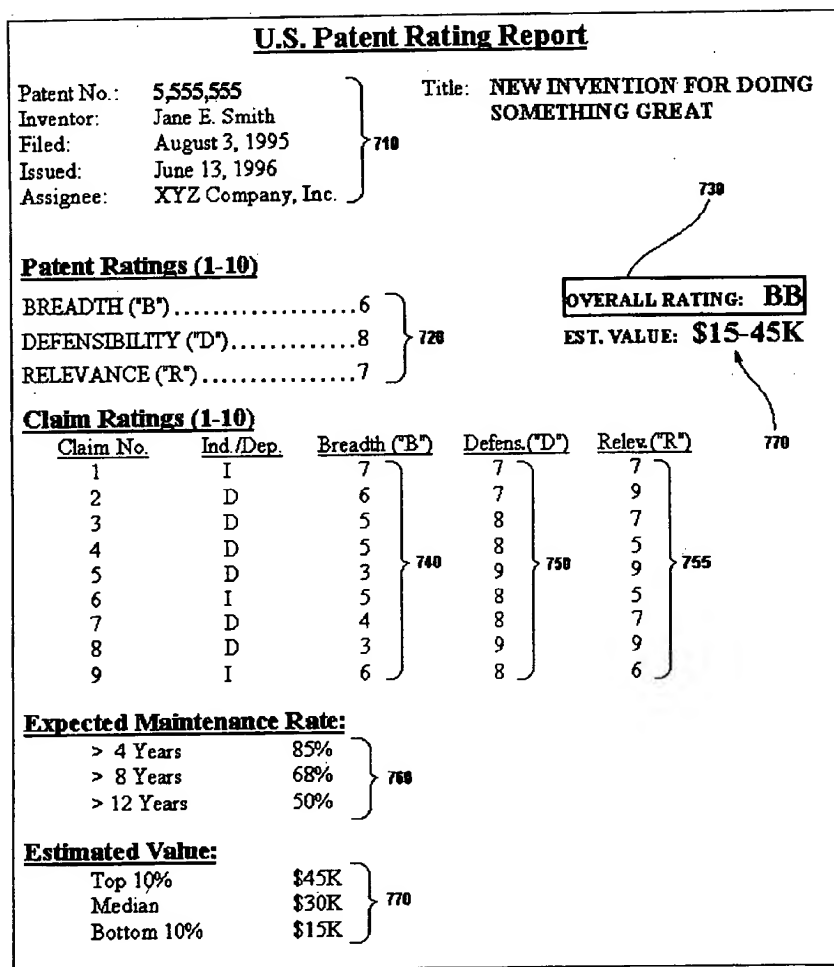 U.S. Patent Rating Report
Patent No.: 5,555,555
Inventor: Jane E. Smith
Filed: August 3, 1995
Issued: June 13, 1996
Assignee: XYZ Company, Inc.
710
Title: NEW INVENTION FOR DOING
SOMETHING GREAT
730
Patent Ratings (1-10)
BREADTH ("B")...................6
DEFENSIBILITY ("D").............8
RELEVANCE ("R").................7
720
OVERALL RATING: BB
EST. VALUE: $15-45K
770
Claim Ratings (1-10)
Claim No. Ind./Dep. Breadth ("B") Defens.("D") Relev.("R")
1 I 7 7 7
2 D 6 7 9
3 D 5 8 7
4 D 5 8 5
5 D 3 740 9 750 9 755
6 I 5 8 5
7 D 4 8 7
8 D 3 9 9
9 I 6 8 6
Expected Maintenance Rate:
> 4 Years 85%
> 8 Years 68% 760
> 12 Years 50%
Estimated Value:
Top 10% $45K
Median $30K 770
Bottom 10% $15K